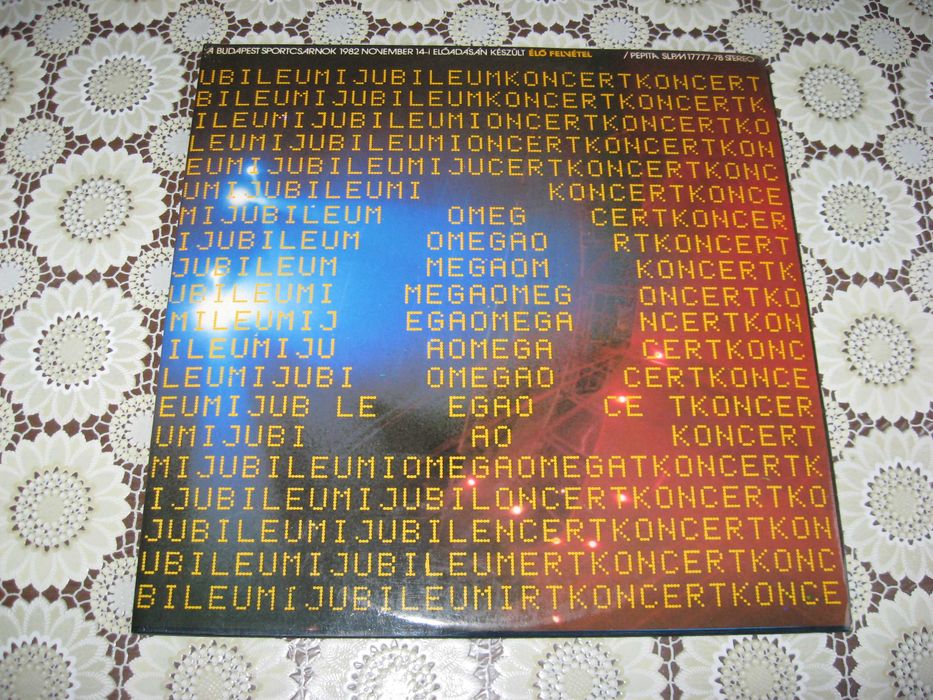 A BUDAPEST SPORTCSARNOK 1982 NOVEMBER 14-I ELŐADÁSÁN KÉSZÜLT ÉLŐ FELVÉTEL / PEPITA SLPM 17777-78 STEREO
UBILEUMIJUBILEUMKONCERTKONCERT
BILEUMIJUBILEUMKONCERTKONCERTK
ILEUMIJUBILEUMIONCERTKONCERTKO
LEUMIJUBILEUMIONCERTKONCERTKON
EUMIJUBILEUMIJUCERTKONCERTKONC
UMIJUBILEUMI KONCERTKONCE
MIJUBILEUM OMEG CERTKONCER
IJUBILEUM OMEGAO RTKONCERT
JUBILEUM MEGAOM KONCERTK
UBILEUMI MEGAOMEG ONCERTKO
MILEUMIJ EGAOMEGA NCERTKON
ILEUMIJU AOMEGA CERTKONC
LEUMIJUBI OMEGAO CERTKONCE
EUMIJUB LE EGAO CE TKONCER
UMIJUBI AO KONCERT
MIJUBILEUMIOMEGAOMEGATKONCERTK
IJUBILEUMIJUBILONCERTKONCERTKO
JUBILEUMIJUBILENCERTKONCERTKON
UBILEUMIJUBILEUMERTKONCERTKONC
BILEUMIJUBILEUMIRTKONCERTKONCE